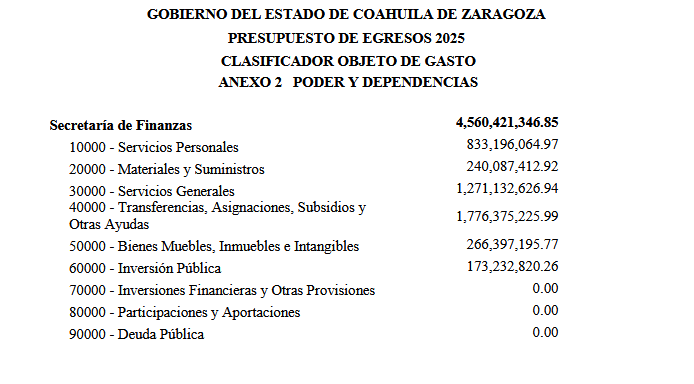 GOBIERNO DEL ESTADO DE COAHUILA DE ZARAGOZA
PRESUPUESTO DE EGRESOS 2025
CLASIFICADOR OBJETO DE GASTO
ANEXO 2 PODER Y DEPENDENCIAS
Secretaría de Finanzas 4,560,421,346.85
10000 - Servicios Personales 833,196,064.97
20000 - Materiales y Suministros 240,087,412.92
30000 - Servicios Generales 1,271,132,626.94
40000 - Transferencias, Asignaciones, Subsidios y
Otras Ayudas 1,776,375,225.99
50000 - Bienes Muebles, Inmuebles e Intangibles 266,397,195.77
60000 - Inversión Pública 173,232,820.26
70000 - Inversiones Financieras y Otras Provisiones 0.00
80000 - Participaciones y Aportaciones 0.00
90000 - Deuda Pública 0.00